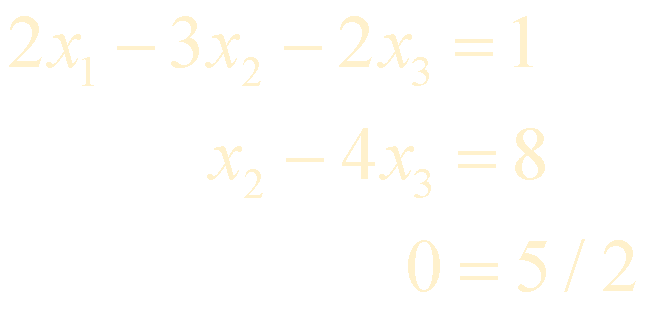 2x₁ − 3x₂ − 2x₃ = 1
x₂ − 4x₃ = 8
0 = 5 / 2